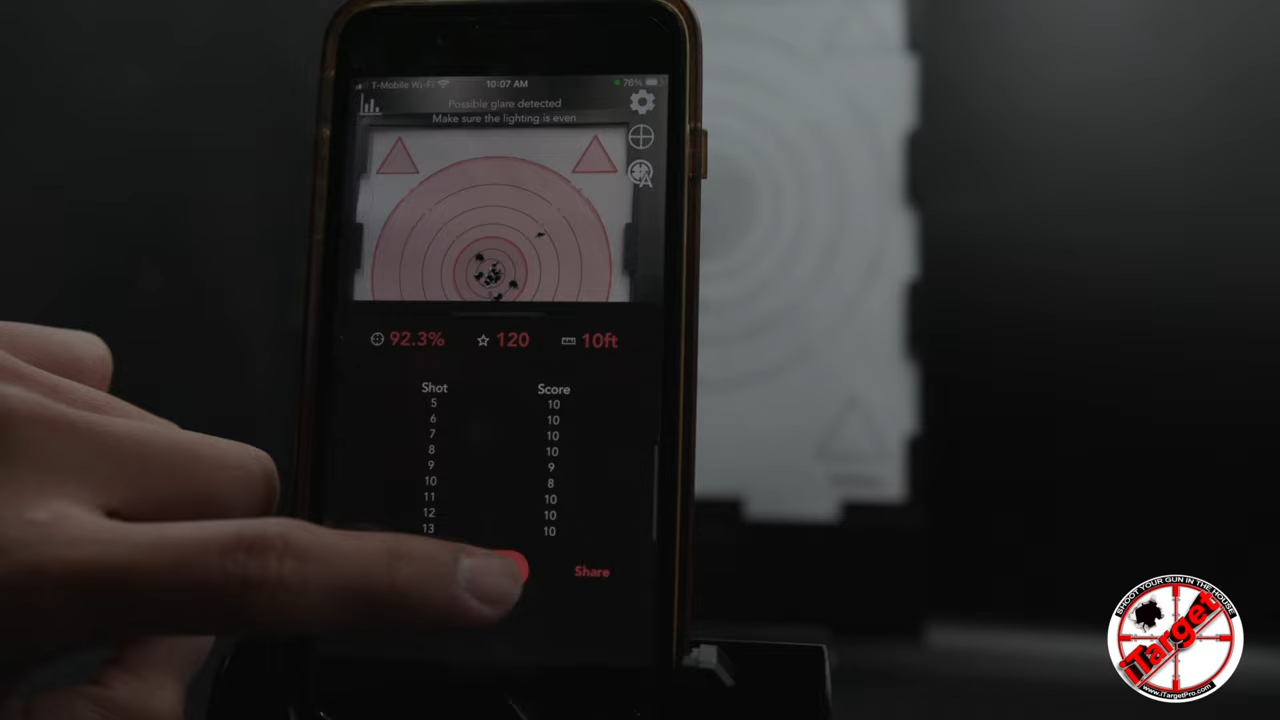 T-Mobile Wi-Fi 10:07 AM 76%
Possible glare detected
Make sure the lighting is even
A
92.3% 120 10ft
Shot Score
5 10
6 10
7 10
8 10
9 9
10 8
11 10
12 10
13 10
Share
SHOOT YOUR GUN IN THE HOUSE
iTarget
www.iTargetPro.com